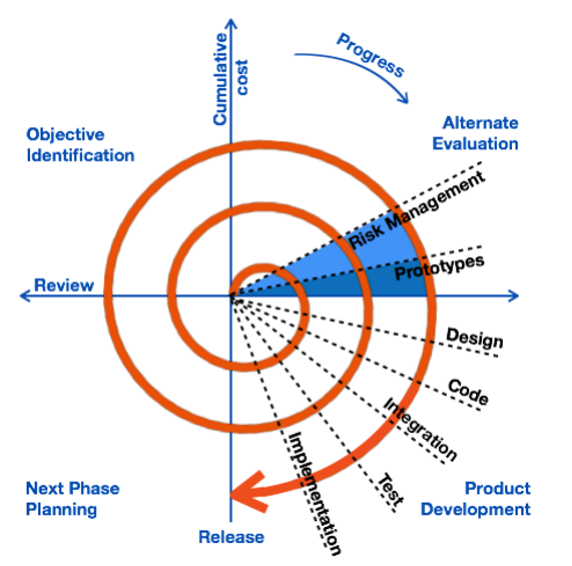 Cumulative
cost
Progress
Objective
Identification
Alternate
Evaluation
Risk Management
Prototypes
Review
Design
Code
Integration
Test
Implementation
Next Phase
Planning
Product
Development
Release